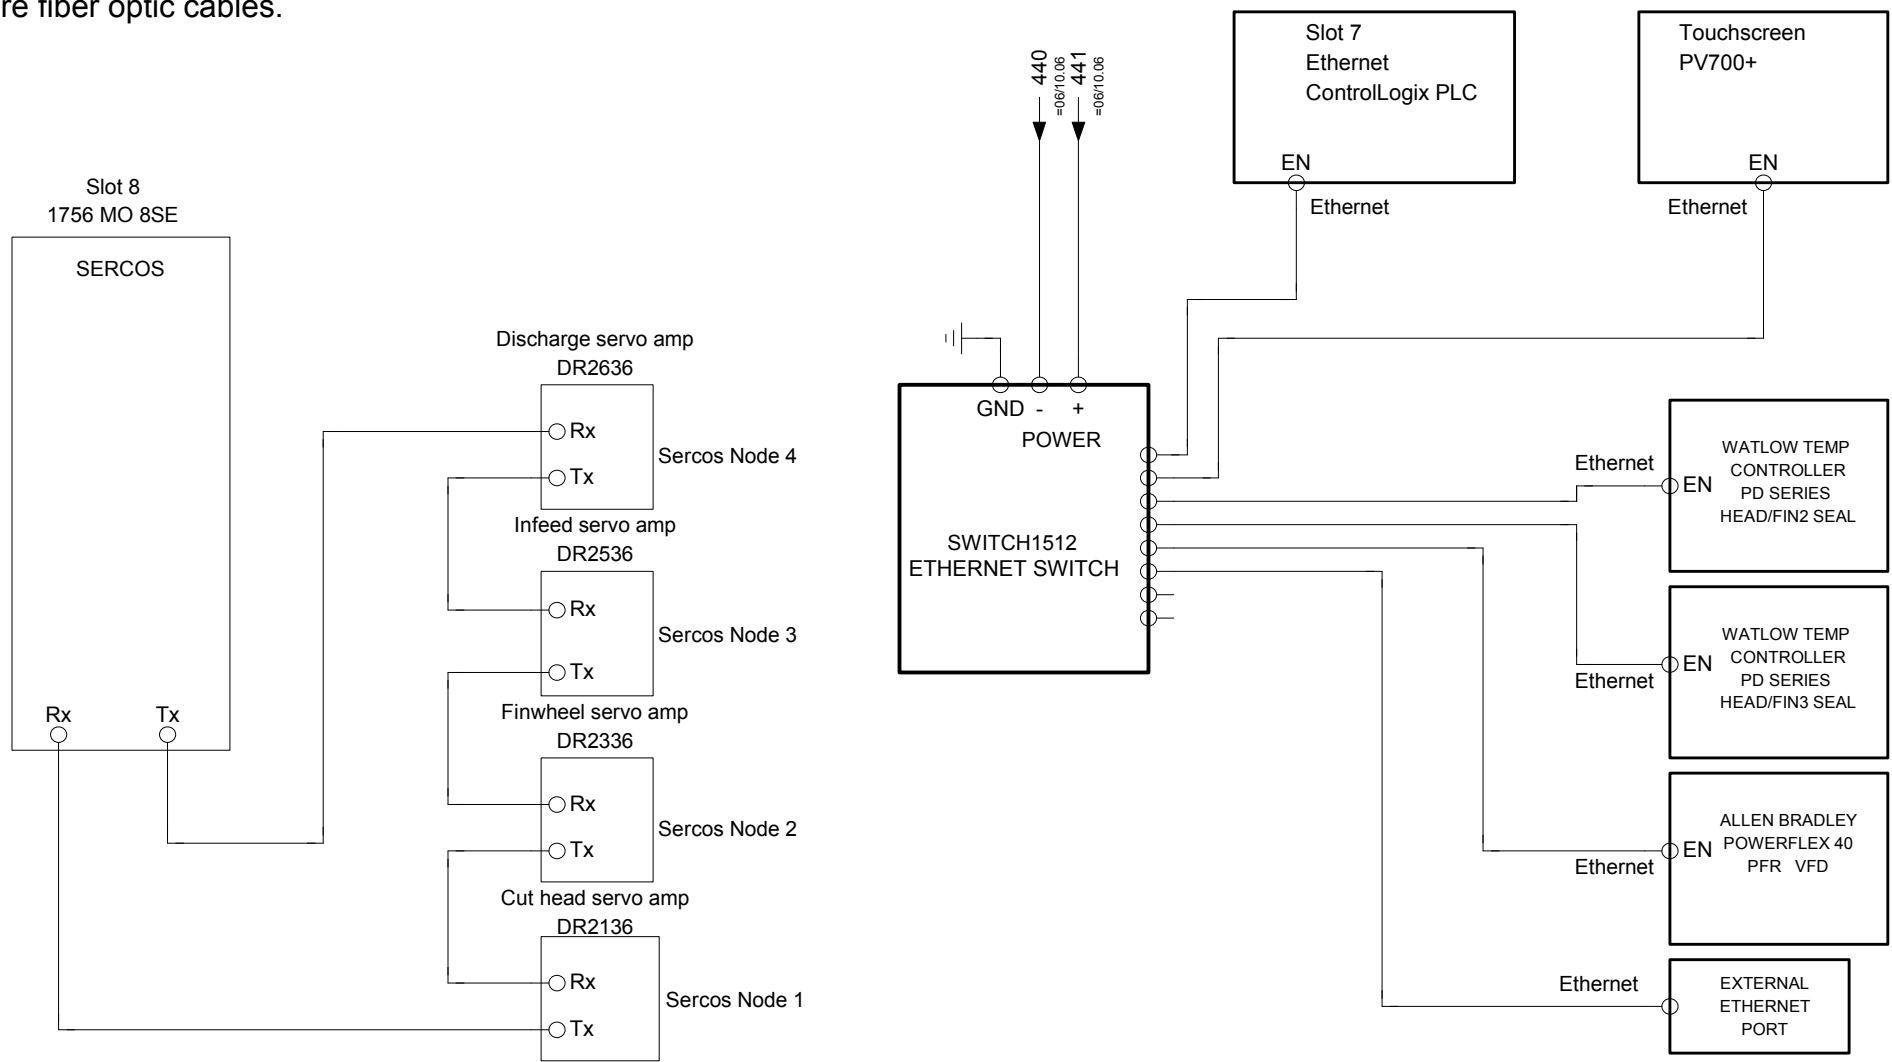 re fiber optic cables.
Slot 8
1756 MO 8SE
SERCOS
Rx
Tx
Discharge servo amp
DR2636
Rx
Tx
Sercos Node 4
Infeed servo amp
DR2536
Rx
Tx
Sercos Node 3
Finwheel servo amp
DR2336
Rx
Tx
Sercos Node 2
Cut head servo amp
DR2136
Rx
Tx
Sercos Node 1
440
=06/10.06
441
=06/10.06
GND - +
POWER
SWITCH1512
ETHERNET SWITCH
Slot 7
Ethernet
ControlLogix PLC
EN
Ethernet
Touchscreen
PV700+
EN
Ethernet
Ethernet
EN
WATLOW TEMP
CONTROLLER
PD SERIES
HEAD/FIN2 SEAL
Ethernet
EN
WATLOW TEMP
CONTROLLER
PD SERIES
HEAD/FIN3 SEAL
Ethernet
EN
ALLEN BRADLEY
POWERFLEX 40
PFR VFD
Ethernet
EXTERNAL
ETHERNET
PORT